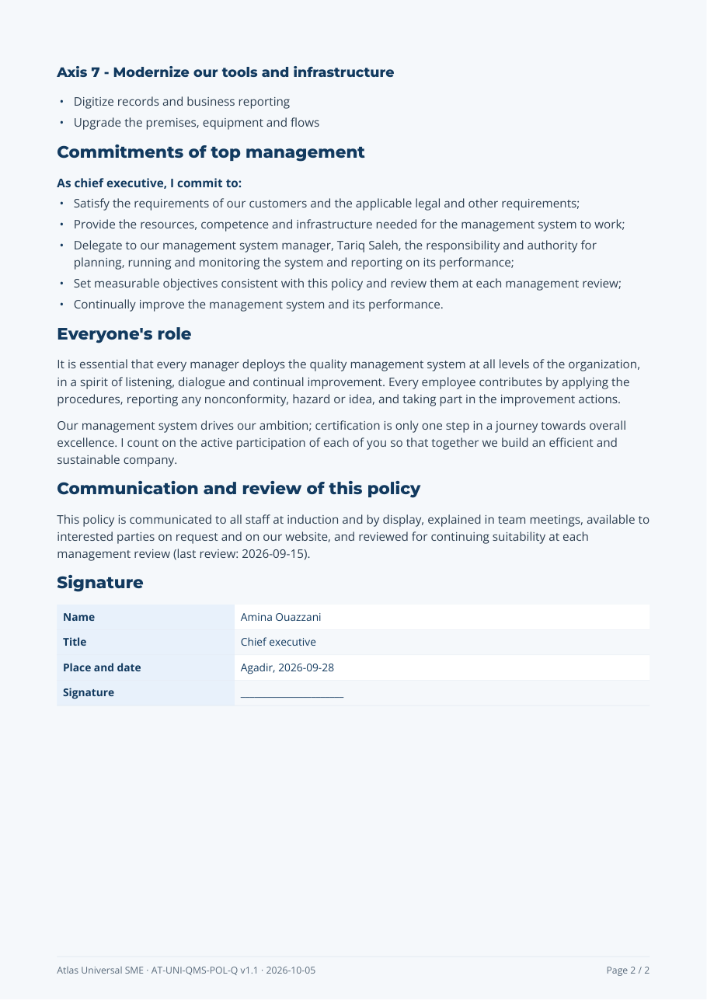 Axis 7 - Modernize our tools and infrastructure
• Digitize records and business reporting
• Upgrade the premises, equipment and flows
Commitments of top management
As chief executive, I commit to:
• Satisfy the requirements of our customers and the applicable legal and other requirements;
• Provide the resources, competence and infrastructure needed for the management system to work;
• Delegate to our management system manager, Tariq Saleh, the responsibility and authority for
planning, running and monitoring the system and reporting on its performance;
• Set measurable objectives consistent with this policy and review them at each management review;
• Continually improve the management system and its performance.
Everyone's role
It is essential that every manager deploys the quality management system at all levels of the organization,
in a spirit of listening, dialogue and continual improvement. Every employee contributes by applying the
procedures, reporting any nonconformity, hazard or idea, and taking part in the improvement actions.
Our management system drives our ambition; certification is only one step in a journey towards overall
excellence. I count on the active participation of each of you so that together we build an efficient and
sustainable company.
Communication and review of this policy
This policy is communicated to all staff at induction and by display, explained in team meetings, available to
interested parties on request and on our website, and reviewed for continuing suitability at each
management review (last review: 2026-09-15).
Signature
Name Amina Ouazzani
Title Chief executive
Place and date Agadir, 2026-09-28
Signature ____________________
Atlas Universal SME · AT-UNI-QMS-POL-Q v1.1 · 2026-10-05 Page 2 / 2